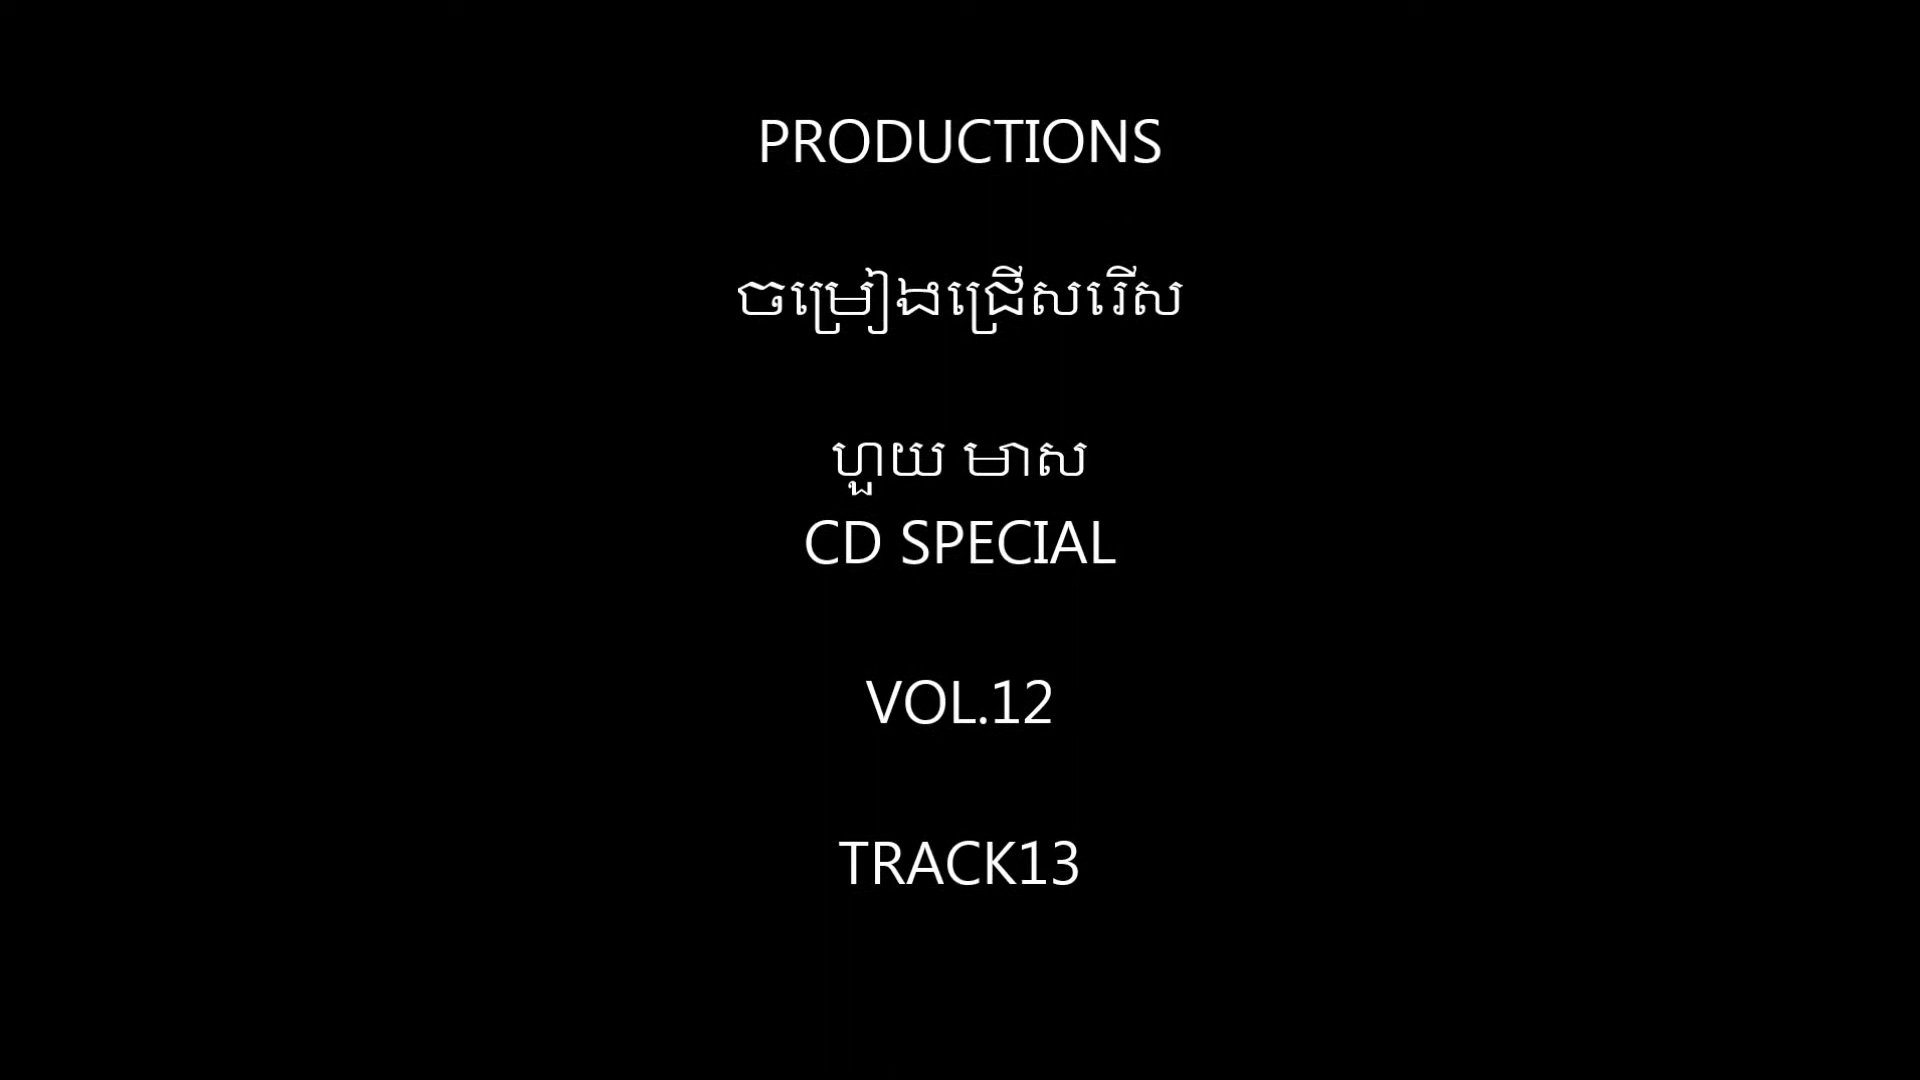 PRODUCTIONS
ចម្រៀងជ្រើសរើស
ហួយ មាស
CD SPECIAL
VOL.12
TRACK13